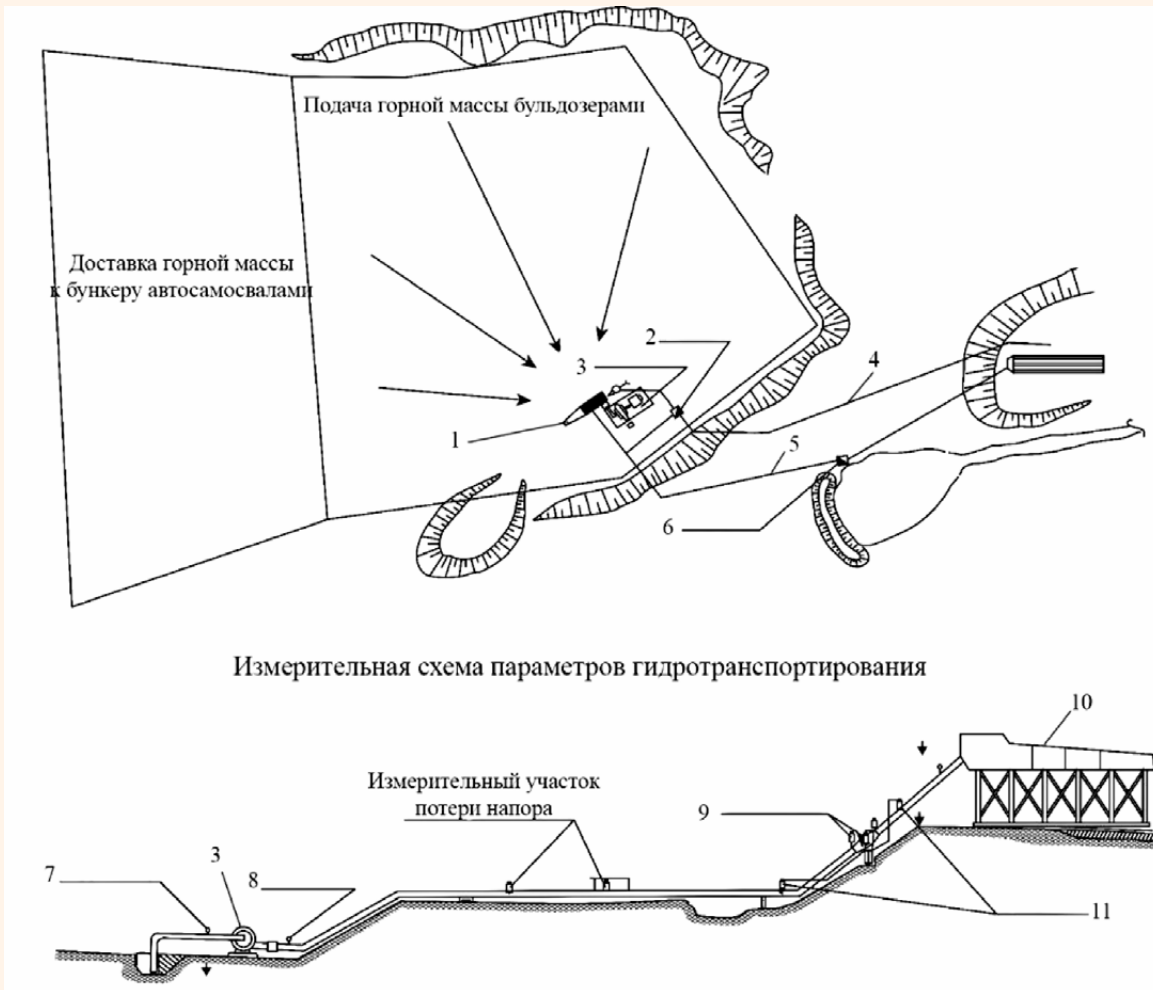 Подача горной массы бульдозерами
Доставка горной массы
к бункеру автосамосвалами
1
2
3
4
5
6
Измерительная схема параметров гидротранспортирования
Измерительный участок
потери напора
7
3
8
9
10
11